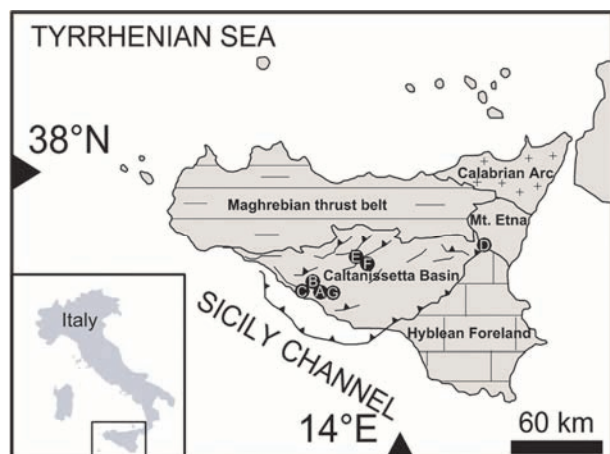 TYRRHENIAN SEA
38°N
Calabrian Arc
Maghrebian thrust belt
Mt. Etna
D
E
F
Caltanissetta Basin
B
C A G
SICILY CHANNEL
Hyblean Foreland
Italy
14°E
60 km